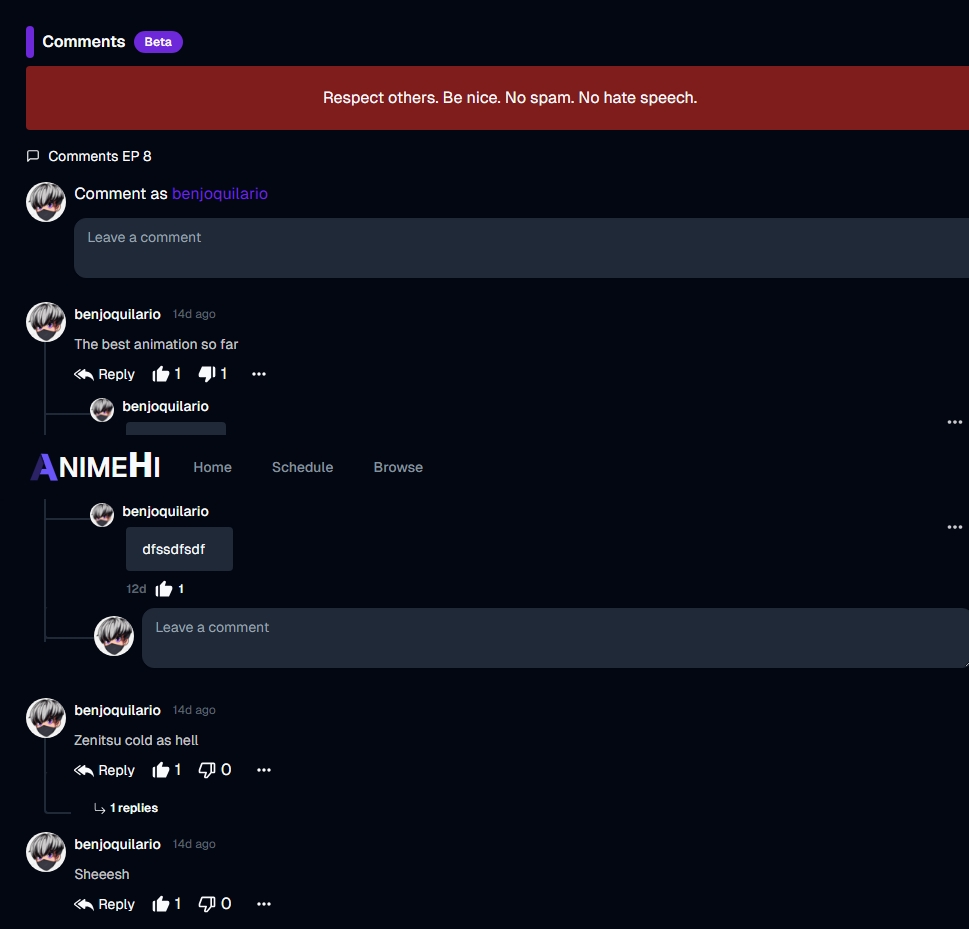 Comments Beta
Respect others. Be nice. No spam. No hate speech.
Comments EP 8
Comment as benjoquilario
Leave a comment
benjoquilario 14d ago
The best animation so far
Reply 1 1
benjoquilario
ANIMEHI Home Schedule Browse
benjoquilario
dfssdfsdf
12d 1
Leave a comment
benjoquilario 14d ago
Zenitsu cold as hell
Reply 1 0
1 replies
benjoquilario 14d ago
Sheeesh
Reply 1 0